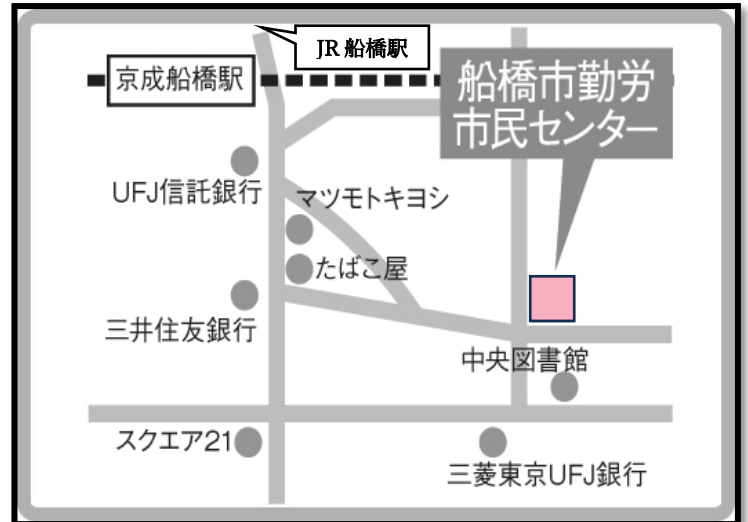 JR 船橋駅
京成船橋駅
船橋市勤労
市民センター
UFJ信託銀行
マツモトキヨシ
たばこ屋
三井住友銀行
中央図書館
スクエア21
三菱東京UFJ銀行